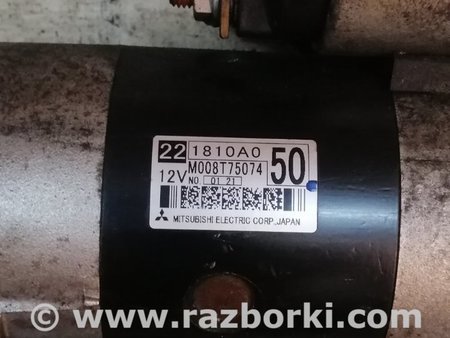 22 1810A0
M008T75074 50
12V NO 01 21
MITSUBISHI ELECTRIC CORP.,JAPAN
© www.razborki.com